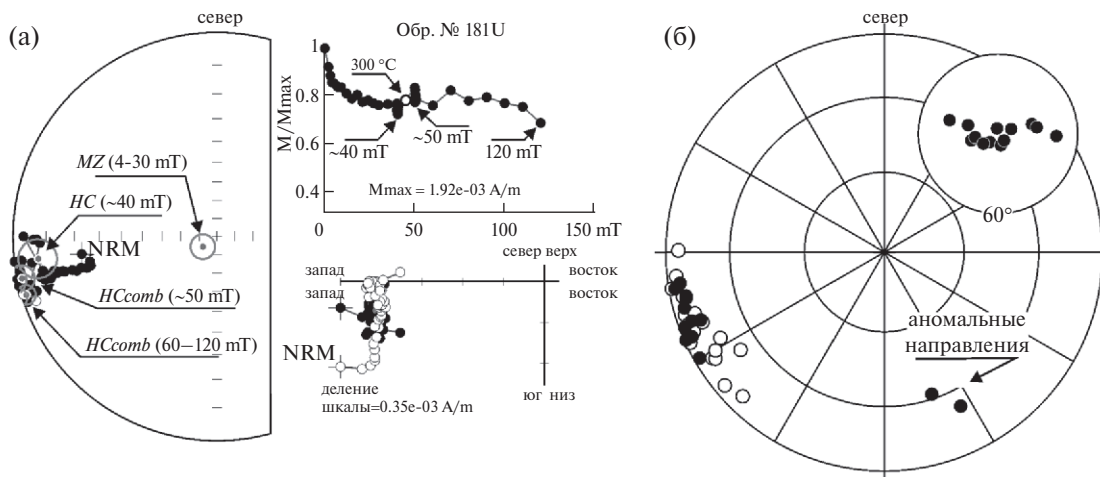 (а)
север
MZ (4-30 mT)
HC (~40 mT)
NRM
HCcomb (~50 mT)
HCcomb (60–120 mT)
Обр. № 181U
M/Mmax
1.0
0.8
0.6
0.4
300 °C
~40 mT
~50 mT
120 mT
Mmax = 1.92e-03 A/m
0
50
100
150 mT
север верх
запад
восток
запад
восток
NRM
деление
шкалы=0.35e-03 A/m
юг низ
(б)
север
60°
аномальные
направления